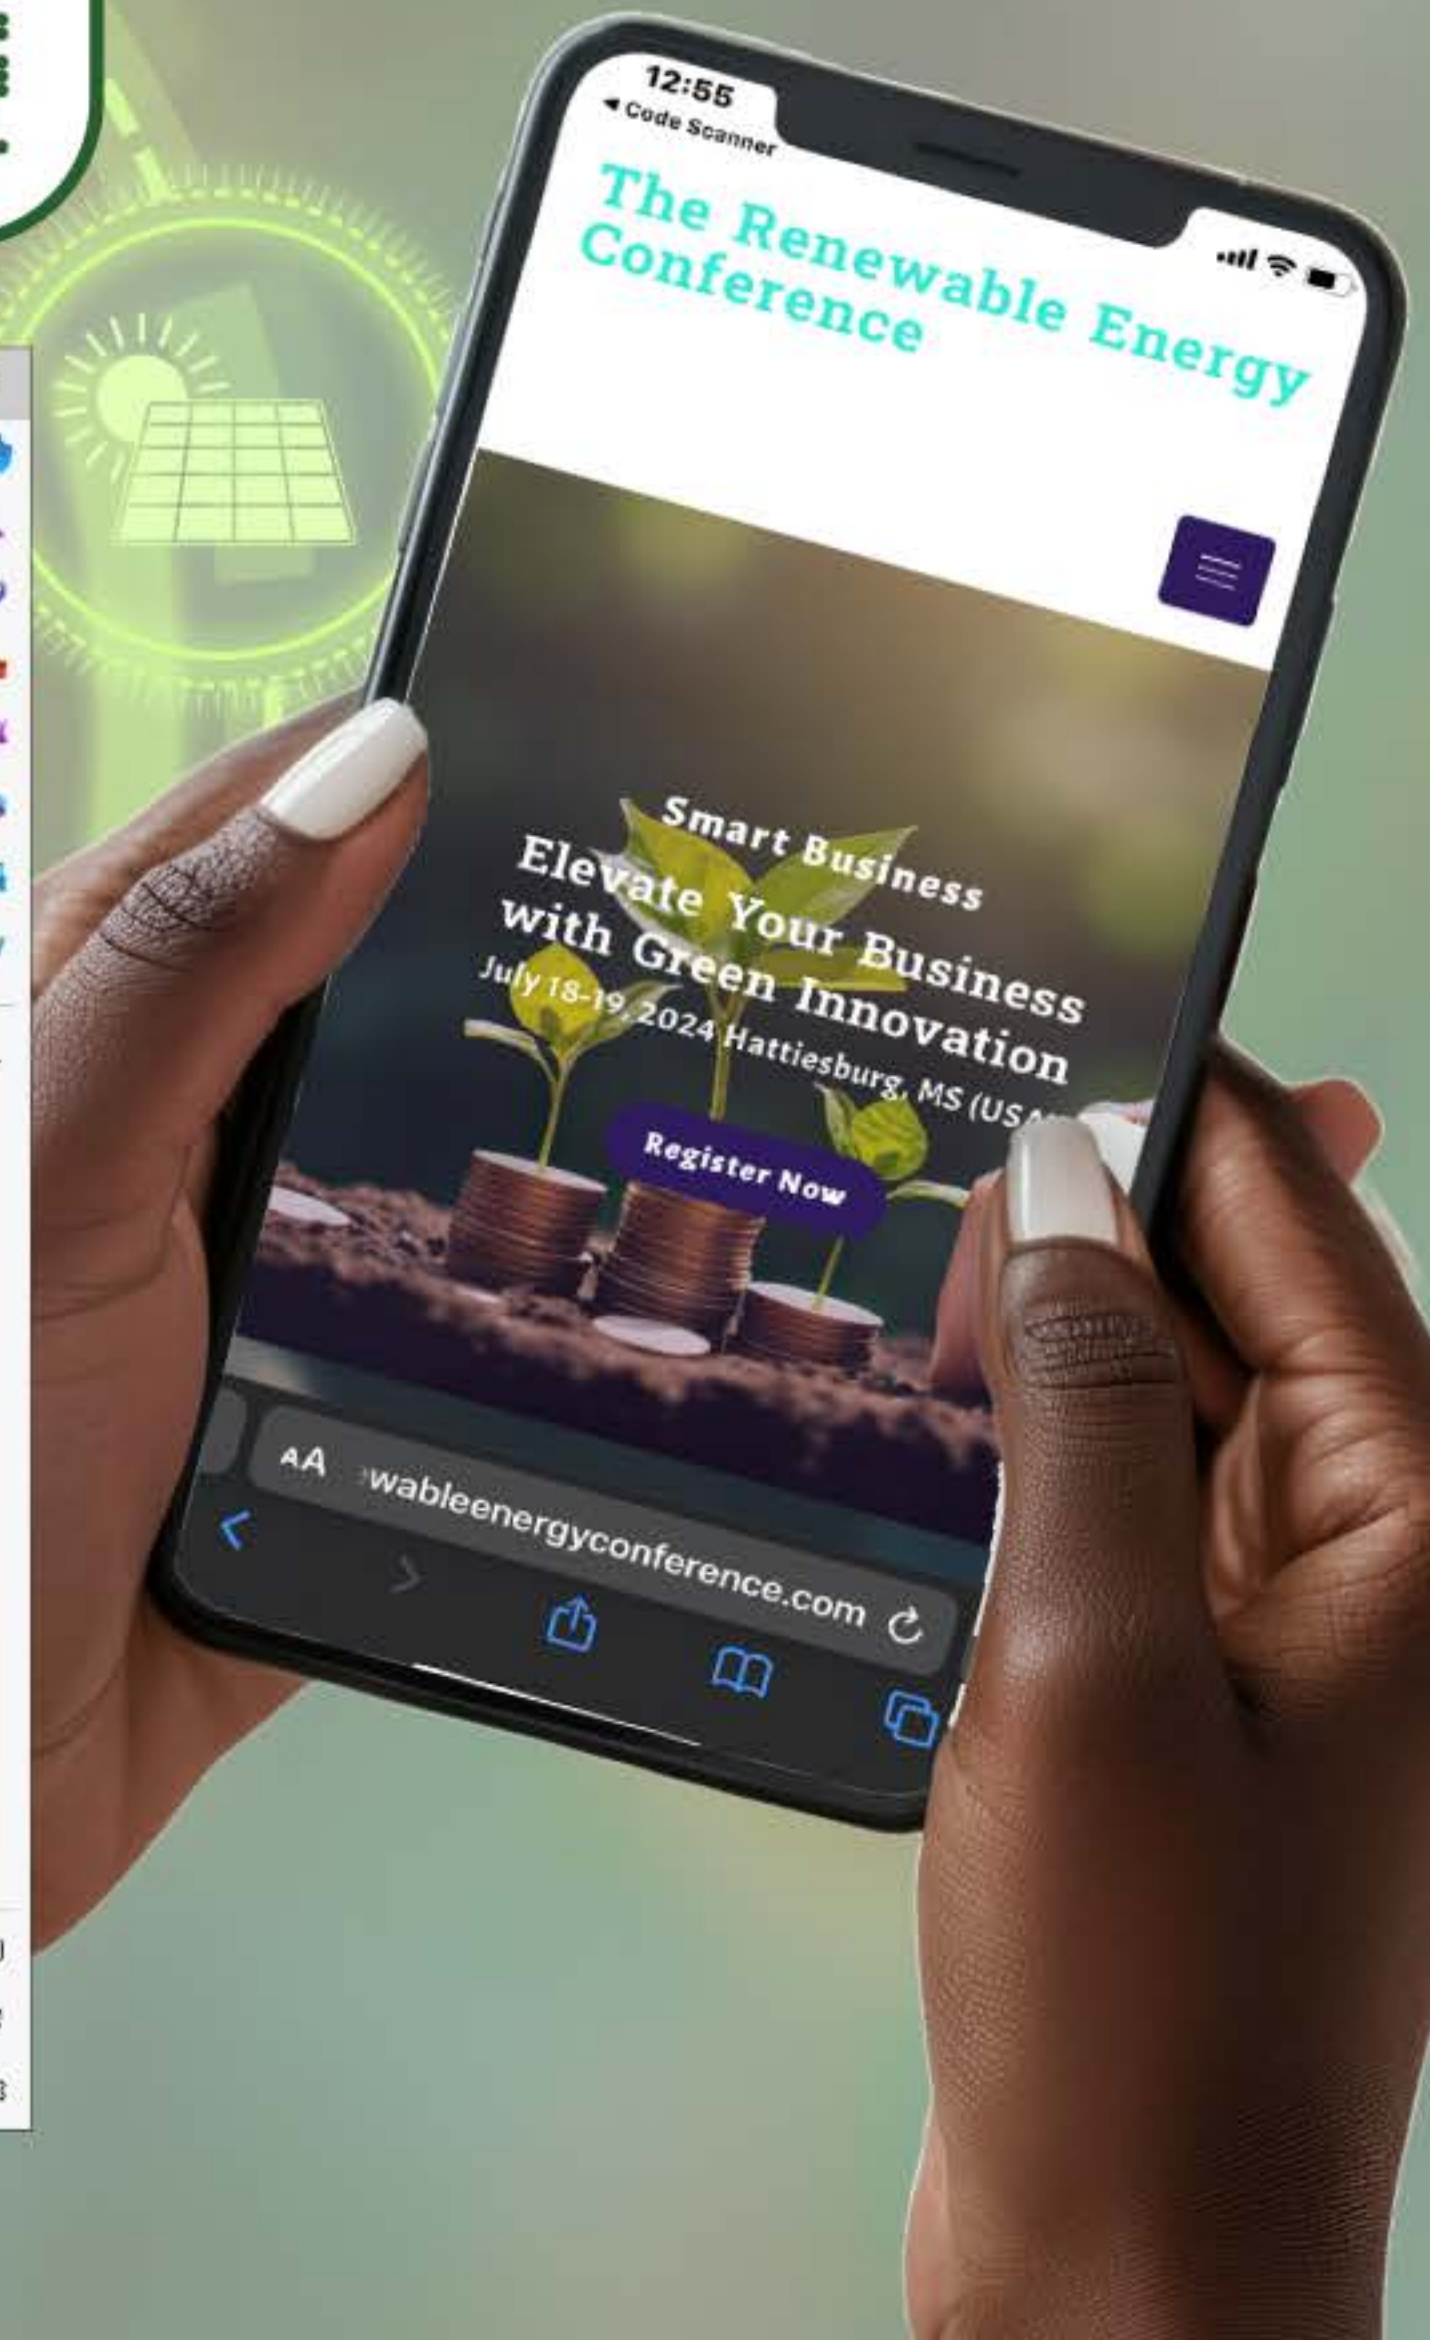 12:55
Code Scanner
The Renewable Energy
Conference
Smart Business
Elevate Your Business
with Green Innovation
July 18-19, 2024 Hattiesburg, MS (USA
Register Now
AA wableenergyconference.com